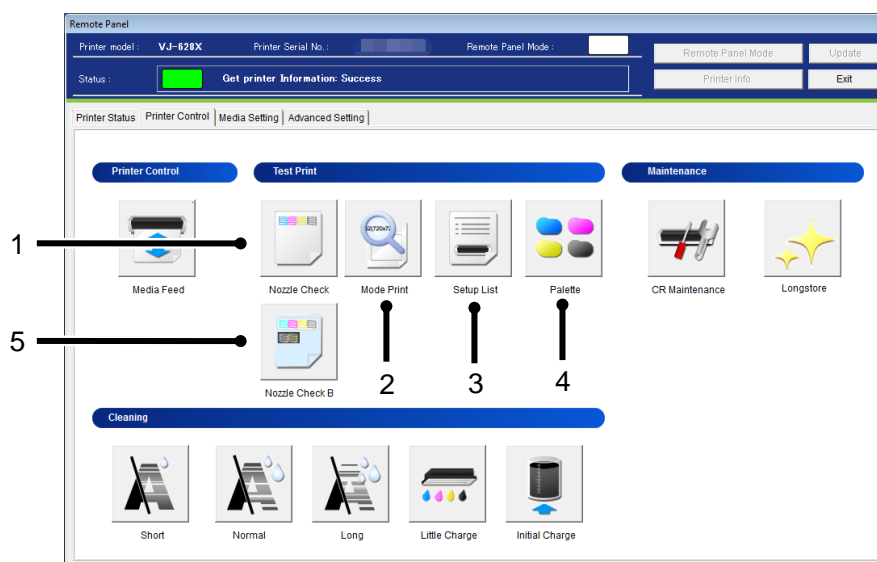 Remote Panel
Printer model : VJ-628X Printer Serial No. : Remote Panel Mode :
Remote Panel Mode Update
Status : Get printer Information: Success
Printer Info. Exit
Printer Status Printer Control Media Setting Advanced Setting
Printer Control Test Print Maintenance
1
Media Feed Nozzle Check Mode Print Setup List Palette CR Maintenance Longstore
5
2 3 4
Nozzle Check B
Cleaning
Short Normal Long Little Charge Initial Charge